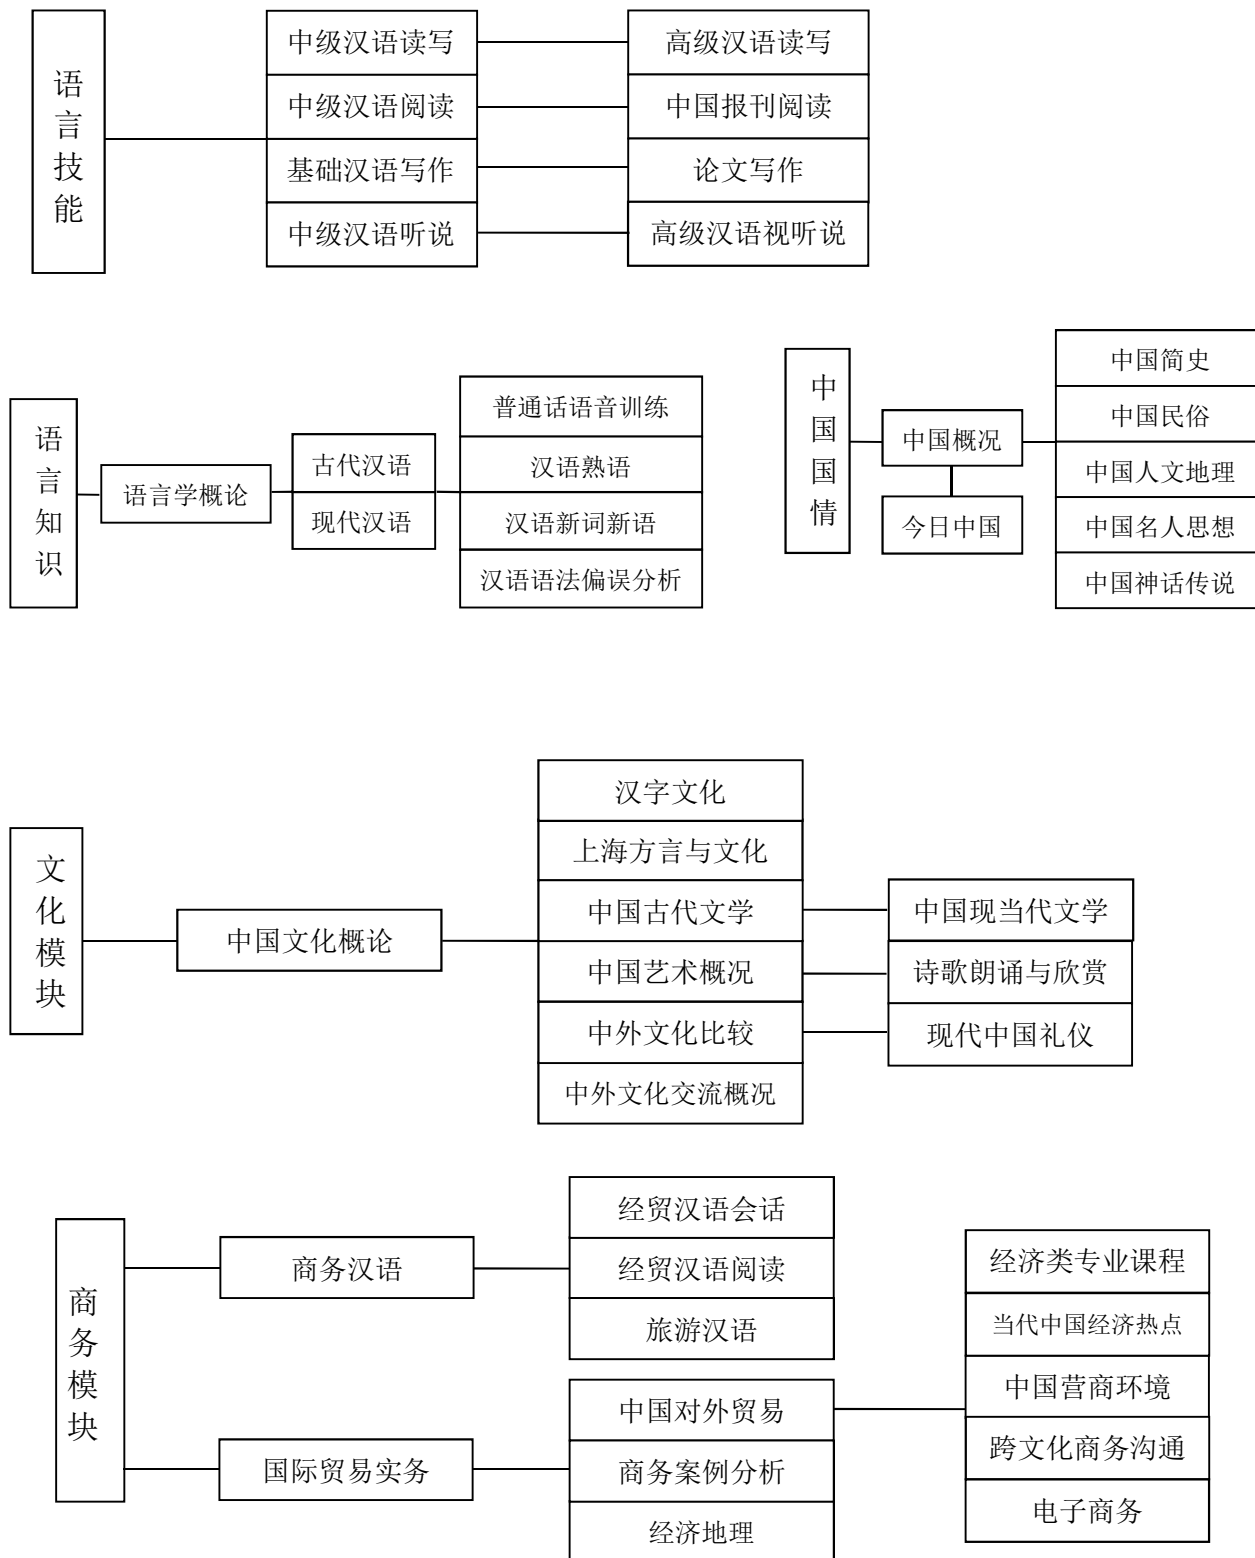 语言技能
中级汉语读写
高级汉语读写
中级汉语阅读
中国报刊阅读
基础汉语写作
论文写作
中级汉语听说
高级汉语视听说
语言知识
语言学概论
古代汉语
现代汉语
普通话语音训练
汉语熟语
汉语新词新语
汉语语法偏误分析
中国国情
中国概况
今日中国
中国简史
中国民俗
中国人文地理
中国名人思想
中国神话传说
文化模块
中国文化概论
汉字文化
上海方言与文化
中国古代文学
中国现当代文学
中国艺术概况
诗歌朗诵与欣赏
中外文化比较
现代中国礼仪
中外文化交流概况
商务模块
商务汉语
经贸汉语会话
经贸汉语阅读
旅游汉语
国际贸易实务
中国对外贸易
商务案例分析
经济地理
经济类专业课程
当代中国经济热点
中国营商环境
跨文化商务沟通
电子商务